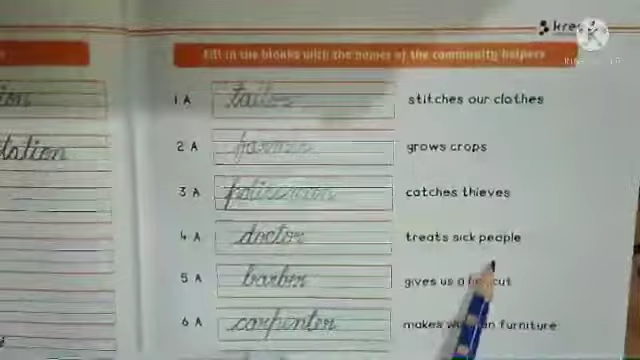 Fill in the blanks with the names of the community helpers
1 A tailor stitches our clothes
2 A farmer grows crops
3 A policeman catches thieves
4 A doctor treats sick people
5 A barber gives us a cut
6 A carpenter makes furniture